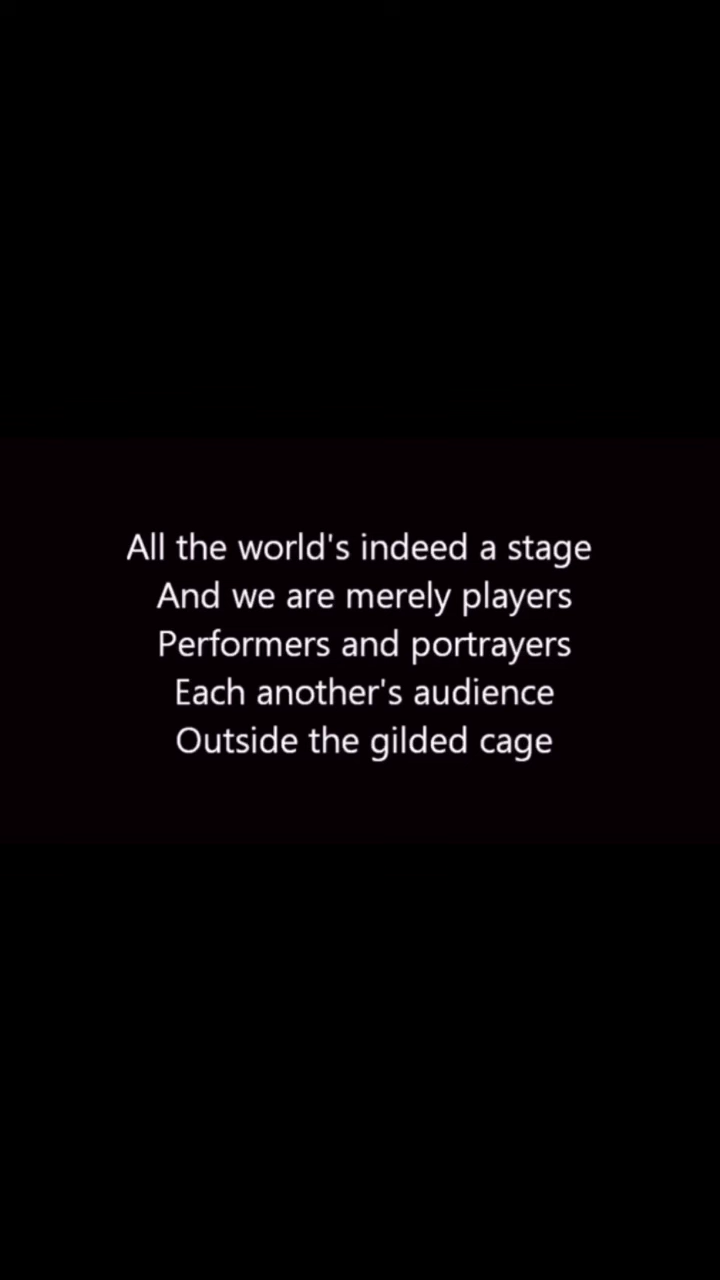 All the world's indeed a stage
And we are merely players
Performers and portrayers
Each another's audience
Outside the gilded cage